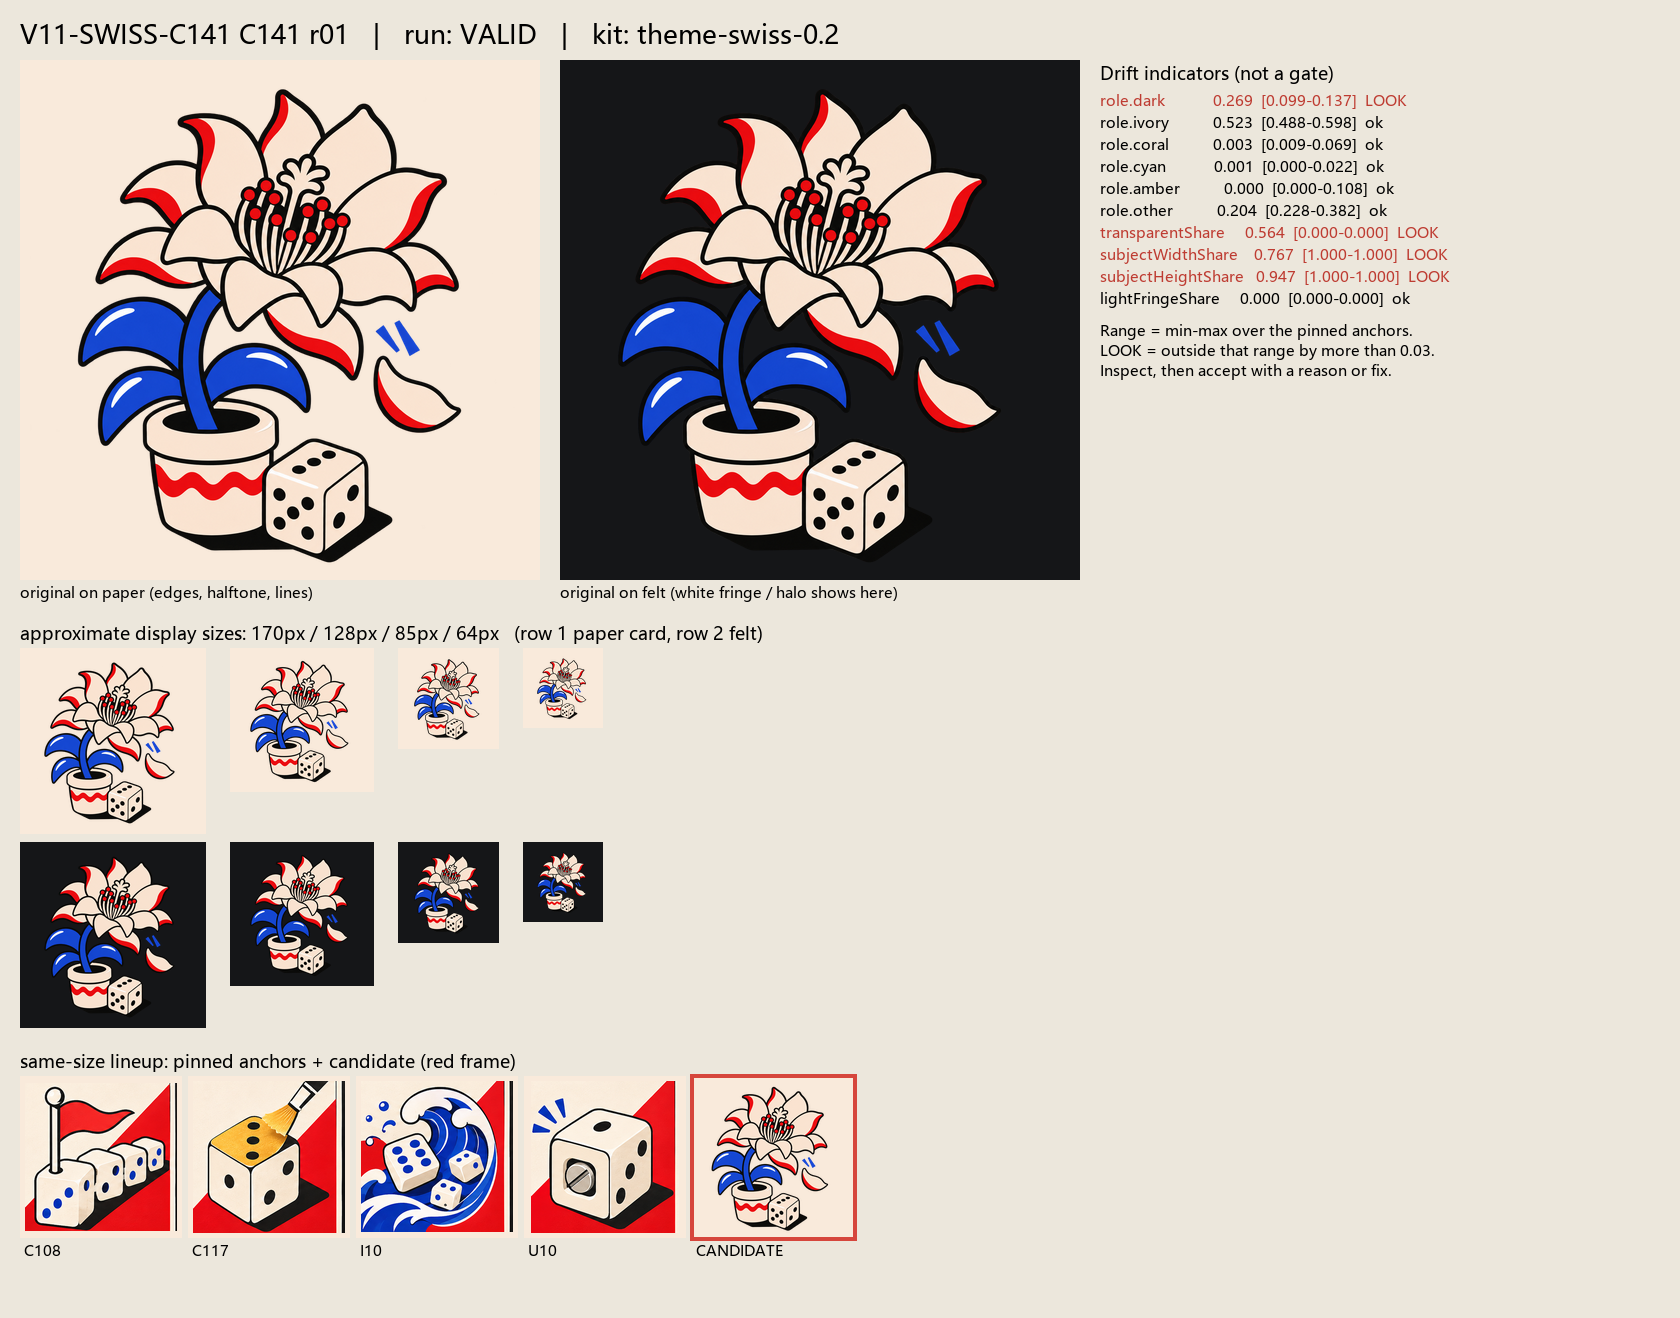 V11-SWISS-C141 C141 r01 | run: VALID | kit: theme-swiss-0.2
Drift indicators (not a gate)
role.dark 0.269 [0.099-0.137] LOOK
role.ivory 0.523 [0.488-0.598] ok
role.coral 0.003 [0.009-0.069] ok
role.cyan 0.001 [0.000-0.022] ok
role.amber 0.000 [0.000-0.108] ok
role.other 0.204 [0.228-0.382] ok
transparentShare 0.564 [0.000-0.000] LOOK
subjectWidthShare 0.767 [1.000-1.000] LOOK
subjectHeightShare 0.947 [1.000-1.000] LOOK
lightFringeShare 0.000 [0.000-0.000] ok
Range = min-max over the pinned anchors.
LOOK = outside that range by more than 0.03.
Inspect, then accept with a reason or fix.
original on paper (edges, halftone, lines)
original on felt (white fringe / halo shows here)
approximate display sizes: 170px / 128px / 85px / 64px (row 1 paper card, row 2 felt)
same-size lineup: pinned anchors + candidate (red frame)
C108
C117
I10
U10
CANDIDATE